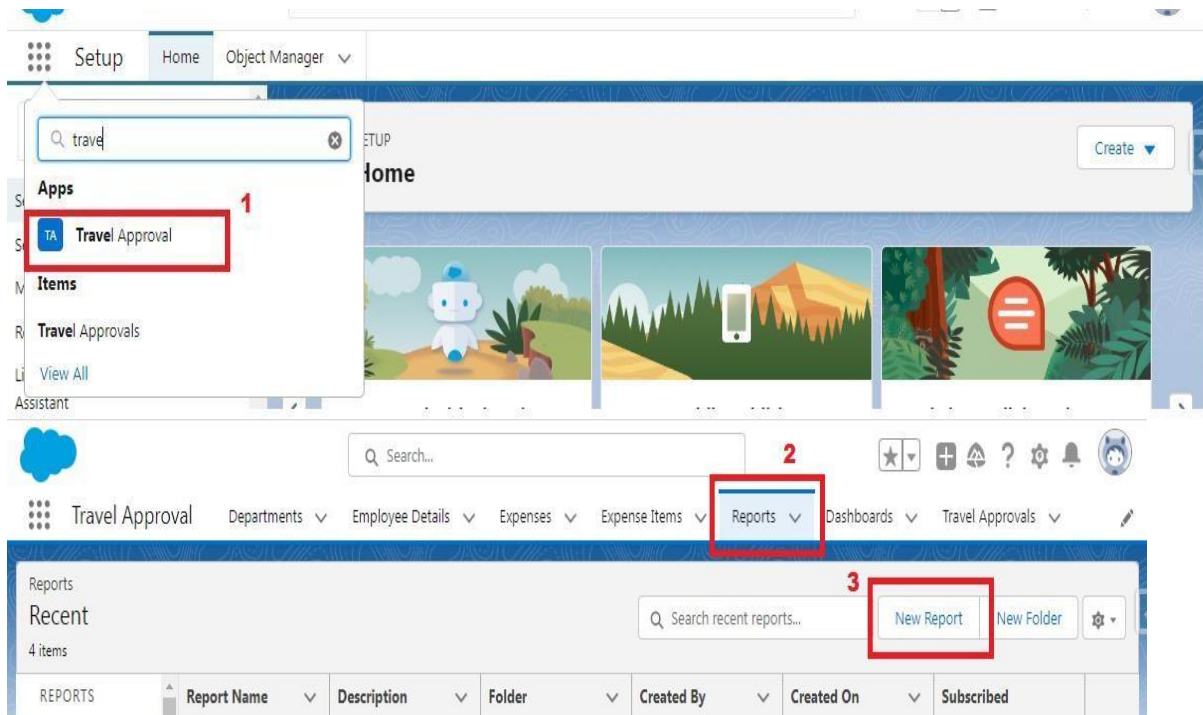 Setup Home Object Manager
trave
ETUP
Create
Home
Apps
1
TA Travel Approval
Items
Travel Approvals
View All
Assistant
Search...
2
Travel Approval Departments Employee Details Expenses Expense Items Reports Dashboards Travel Approvals
Reports
3
Recent
Search recent reports... New Report New Folder
4 items
REPORTS Report Name Description Folder Created By Created On Subscribed